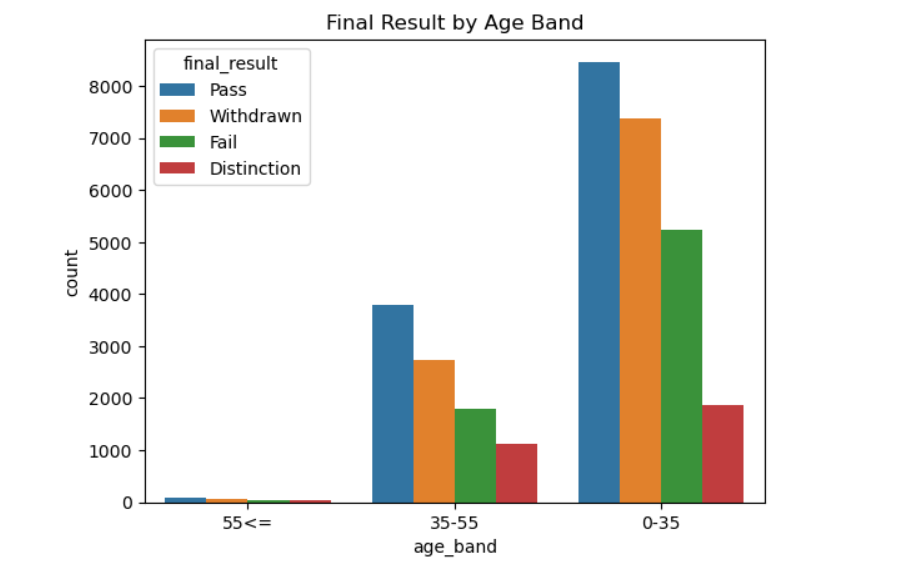 Final Result by Age Band
final_result
Pass
Withdrawn
Fail
Distinction
count
8000
7000
6000
5000
4000
3000
2000
1000
0
55<=
35-55
0-35
age_band